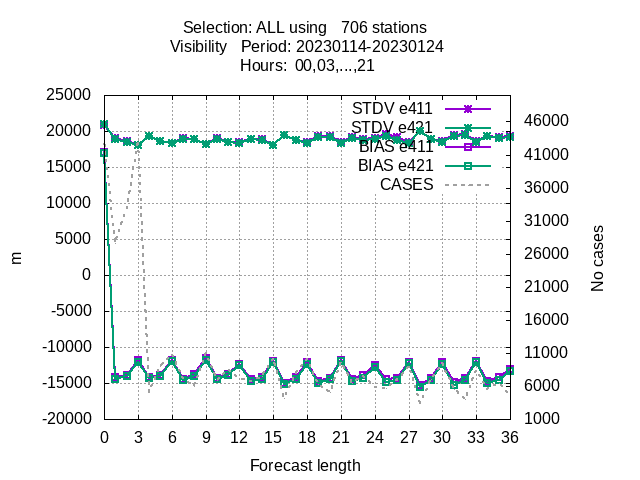 Selection: ALL using   706 stations
Visibility   Period: 20230114-20230124
Hours:  00,03,...,21
25000
20000
15000
10000
5000
0
-5000
-10000
-15000
-20000
m
STDV e411
STDV e421
BIAS e411
BIAS e421
CASES
46000
41000
36000
31000
26000
21000
16000
11000
6000
1000
No cases
0 3 6 9 12 15 18 21 24 27 30 33 36
Forecast length